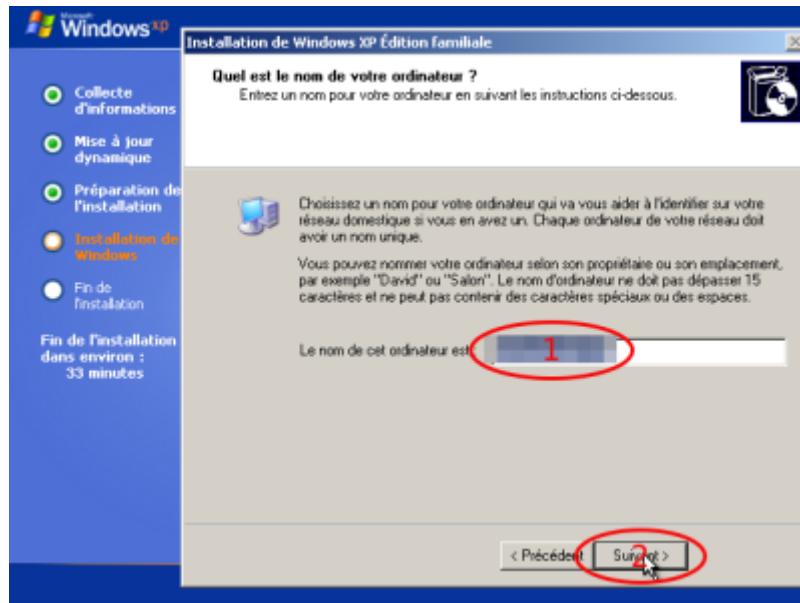 Microsoft
Windows xp
Installation de Windows XP Édition familiale
Quel est le nom de votre ordinateur ?
Entrez un nom pour votre ordinateur en suivant les instructions ci-dessous.
Collecte
d'informations
Mise à jour
dynamique
Préparation de
l'installation
Installation de
Windows
Fin de
l'installation
Fin de l'installation
dans environ :
33 minutes
Choisissez un nom pour votre ordinateur qui va vous aider à l'identifier sur votre
réseau domestique si vous en avez un. Chaque ordinateur de votre réseau doit
avoir un nom unique.
Vous pouvez nommer votre ordinateur selon son propriétaire ou son emplacement,
par exemple "David" ou "Salon". Le nom d'ordinateur ne doit pas dépasser 15
caractères et ne peut pas contenir des caractères spéciaux ou des espaces.
Le nom de cet ordinateur est
1
< Précédent
Suivant >
2